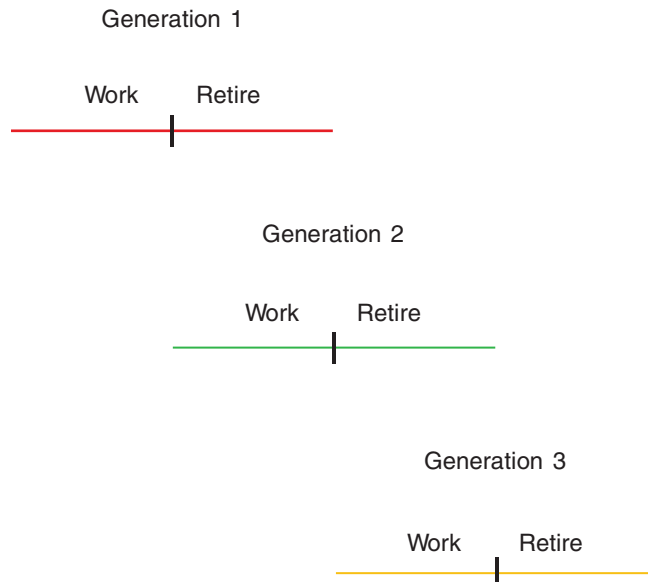 Generation 1
Work Retire
Generation 2
Work Retire
Generation 3
Work Retire